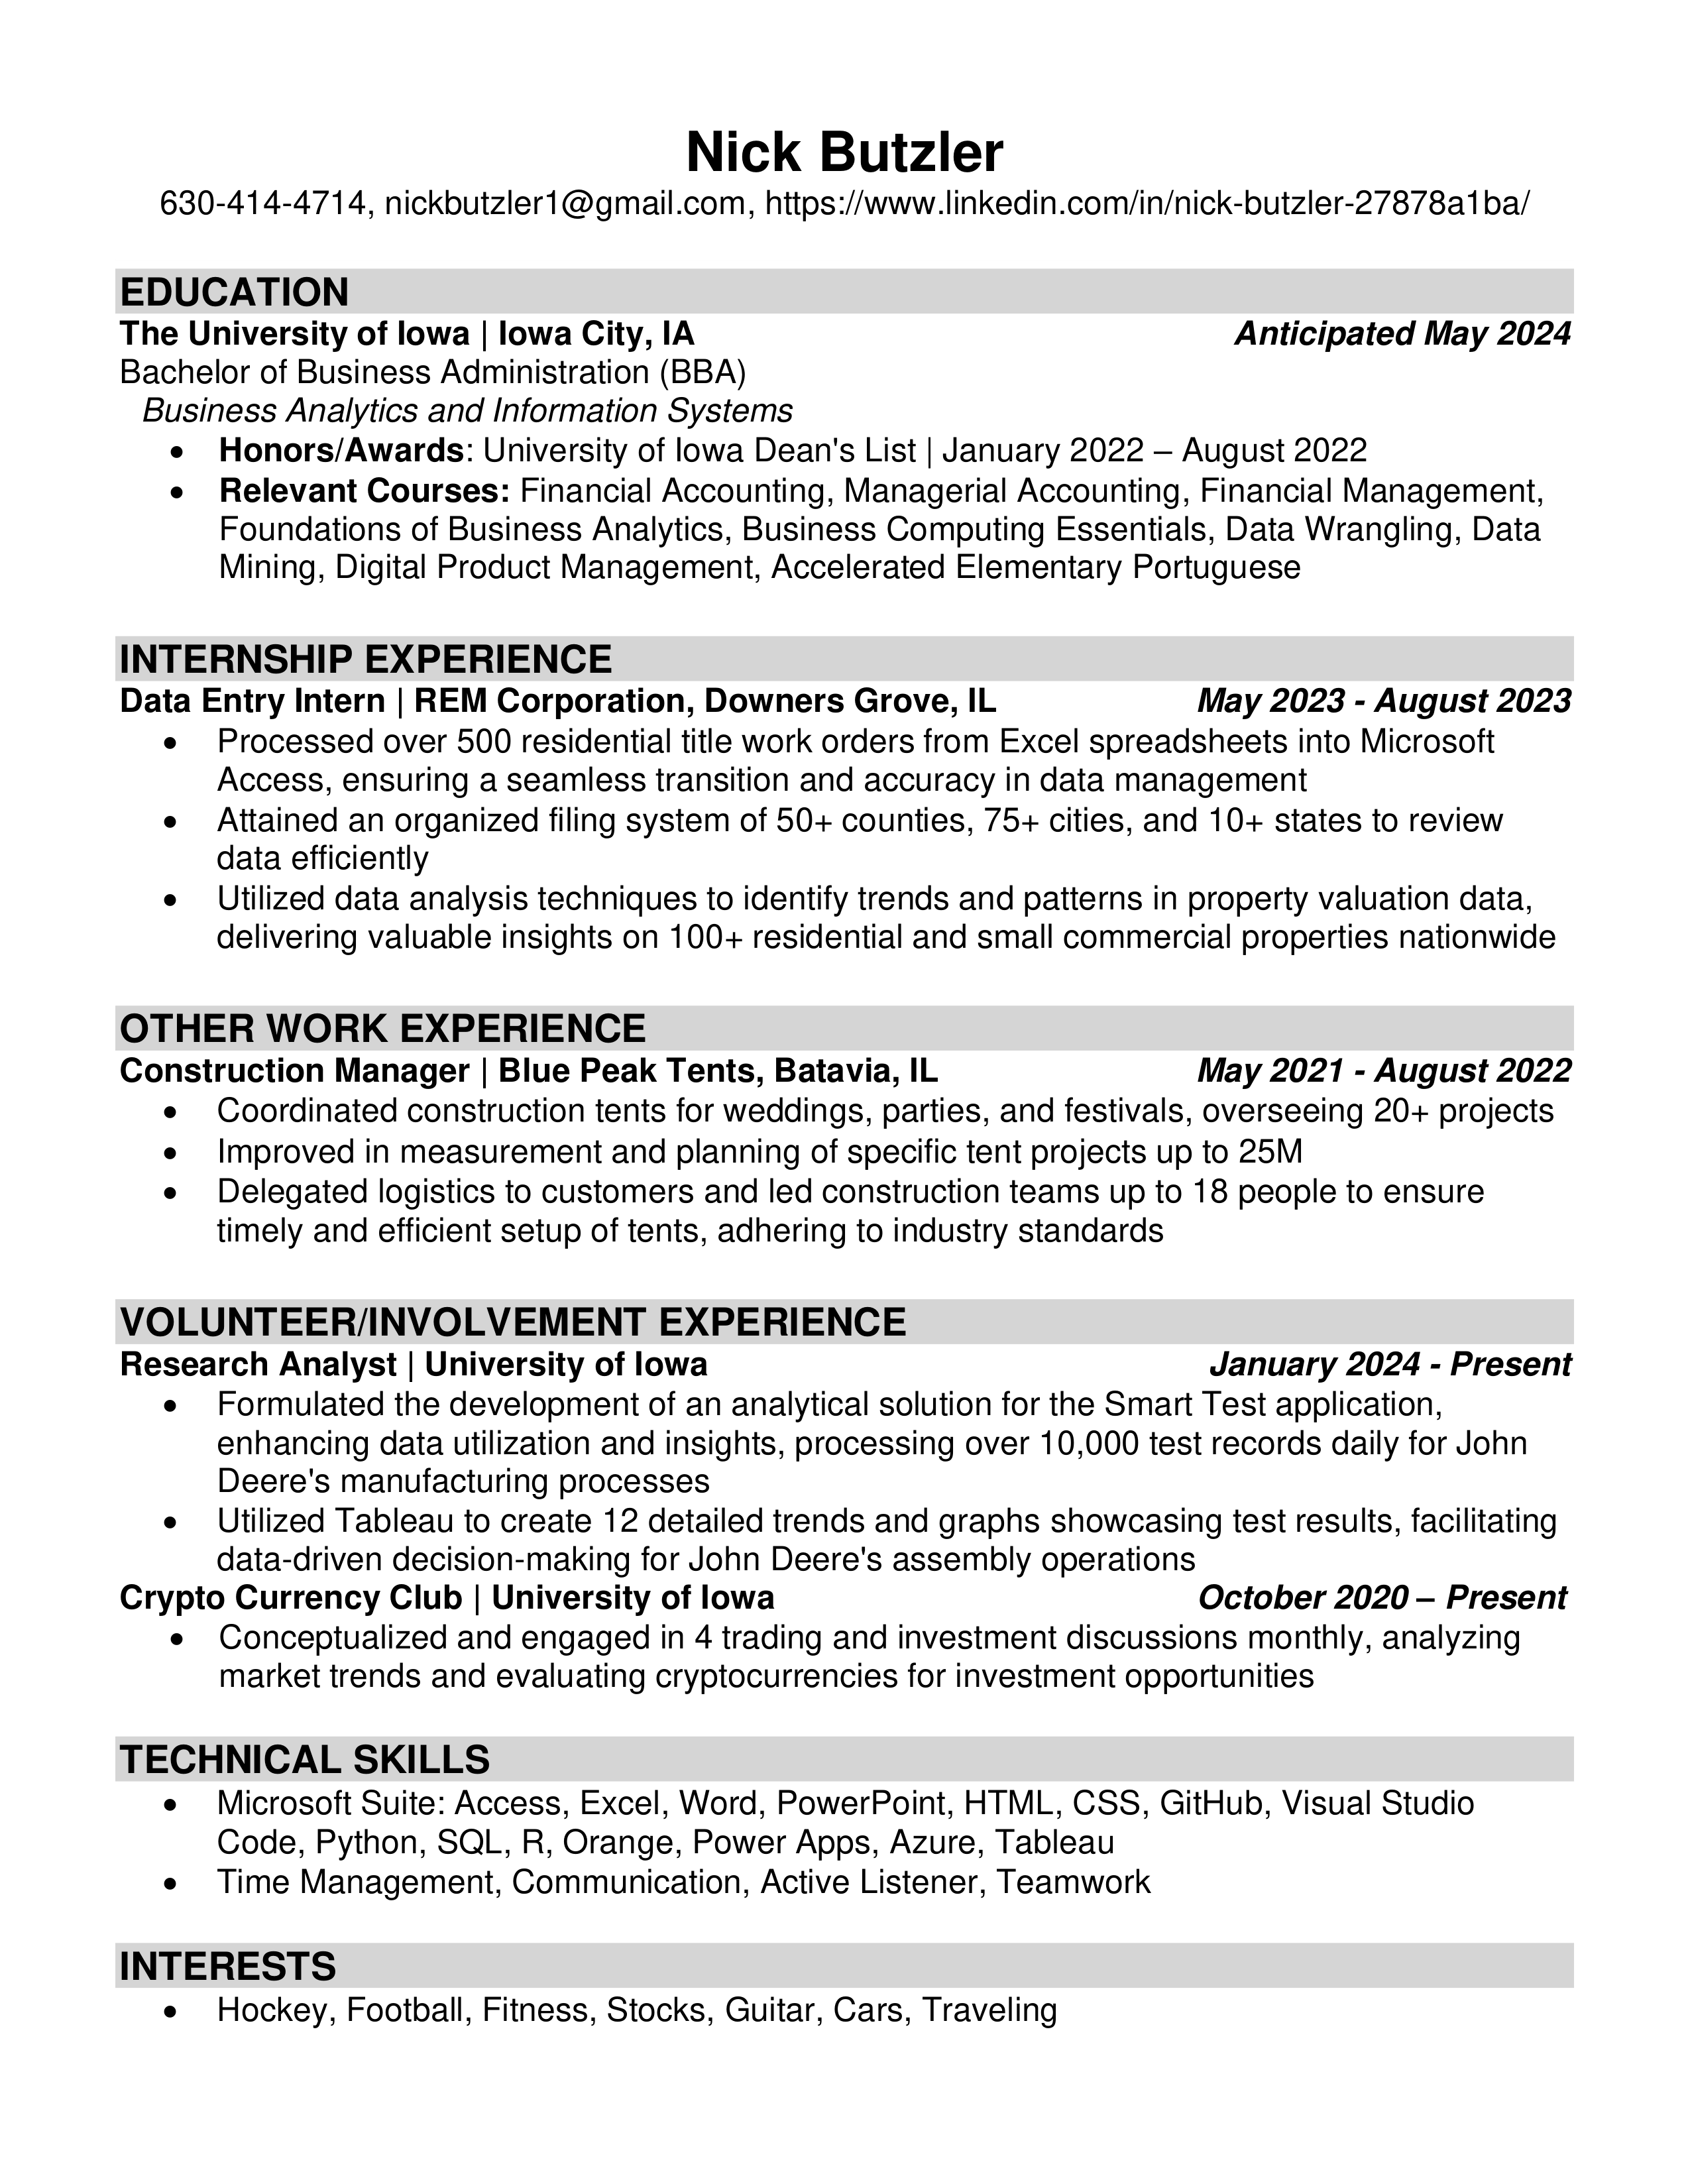 Nick Butzler
630-414-4714, nickbutzler1@gmail.com, https://www.linkedin.com/in/nick-butzler-27878a1ba/
EDUCATION
The University of Iowa | Iowa City, IA Anticipated May 2024
Bachelor of Business Administration (BBA)
Business Analytics and Information Systems
• Honors/Awards: University of Iowa Dean's List | January 2022 – August 2022
• Relevant Courses: Financial Accounting, Managerial Accounting, Financial Management,
Foundations of Business Analytics, Business Computing Essentials, Data Wrangling, Data
Mining, Digital Product Management, Accelerated Elementary Portuguese
INTERNSHIP EXPERIENCE
Data Entry Intern | REM Corporation, Downers Grove, IL May 2023 - August 2023
• Processed over 500 residential title work orders from Excel spreadsheets into Microsoft
Access, ensuring a seamless transition and accuracy in data management
• Attained an organized filing system of 50+ counties, 75+ cities, and 10+ states to review
data efficiently
• Utilized data analysis techniques to identify trends and patterns in property valuation data,
delivering valuable insights on 100+ residential and small commercial properties nationwide
OTHER WORK EXPERIENCE
Construction Manager | Blue Peak Tents, Batavia, IL May 2021 - August 2022
• Coordinated construction tents for weddings, parties, and festivals, overseeing 20+ projects
• Improved in measurement and planning of specific tent projects up to 25M
• Delegated logistics to customers and led construction teams up to 18 people to ensure
timely and efficient setup of tents, adhering to industry standards
VOLUNTEER/INVOLVEMENT EXPERIENCE
Research Analyst | University of Iowa January 2024 - Present
• Formulated the development of an analytical solution for the Smart Test application,
enhancing data utilization and insights, processing over 10,000 test records daily for John
Deere's manufacturing processes
• Utilized Tableau to create 12 detailed trends and graphs showcasing test results, facilitating
data-driven decision-making for John Deere's assembly operations
Crypto Currency Club | University of Iowa October 2020 – Present
• Conceptualized and engaged in 4 trading and investment discussions monthly, analyzing
market trends and evaluating cryptocurrencies for investment opportunities
TECHNICAL SKILLS
• Microsoft Suite: Access, Excel, Word, PowerPoint, HTML, CSS, GitHub, Visual Studio
Code, Python, SQL, R, Orange, Power Apps, Azure, Tableau
• Time Management, Communication, Active Listener, Teamwork
INTERESTS
• Hockey, Football, Fitness, Stocks, Guitar, Cars, Traveling